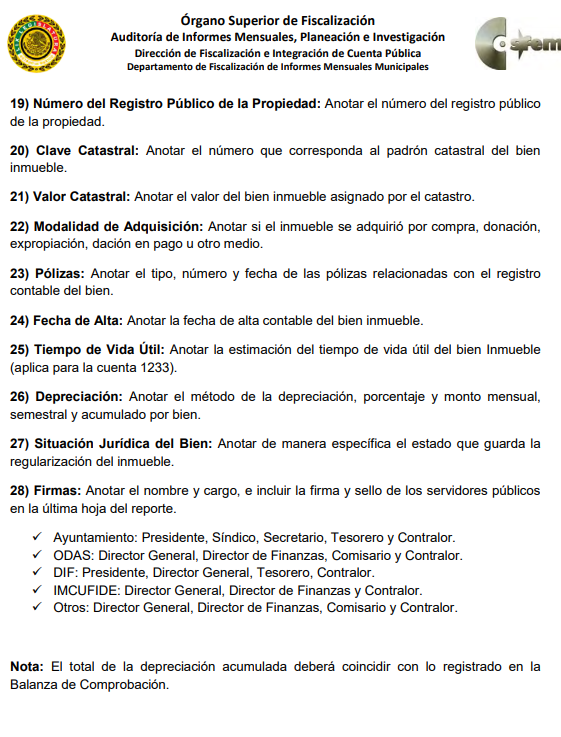 Órgano Superior de Fiscalización
Auditoría de Informes Mensuales, Planeación e Investigación
Dirección de Fiscalización e Integración de Cuenta Pública
Departamento de Fiscalización de Informes Mensuales Municipales
osfem
19) Número del Registro Público de la Propiedad: Anotar el número del registro público
de la propiedad.
20) Clave Catastral: Anotar el número que corresponda al padrón catastral del bien
inmueble.
21) Valor Catastral: Anotar el valor del bien inmueble asignado por el catastro.
22) Modalidad de Adquisición: Anotar si el inmueble se adquirió por compra, donación,
expropiación, dación en pago u otro medio.
23) Pólizas: Anotar el tipo, número y fecha de las pólizas relacionadas con el registro
contable del bien.
24) Fecha de Alta: Anotar la fecha de alta contable del bien inmueble.
25) Tiempo de Vida Útil: Anotar la estimación del tiempo de vida útil del bien Inmueble
(aplica para la cuenta 1233).
26) Depreciación: Anotar el método de la depreciación, porcentaje y monto mensual,
semestral y acumulado por bien.
27) Situación Jurídica del Bien: Anotar de manera específica el estado que guarda la
regularización del inmueble.
28) Firmas: Anotar el nombre y cargo, e incluir la firma y sello de los servidores públicos
en la última hoja del reporte.
✓ Ayuntamiento: Presidente, Síndico, Secretario, Tesorero y Contralor.
✓ ODAS: Director General, Director de Finanzas, Comisario y Contralor.
✓ DIF: Presidente, Director General, Tesorero, Contralor.
✓ IMCUFIDE: Director General, Director de Finanzas y Contralor.
✓ Otros: Director General, Director de Finanzas, Comisario y Contralor.
Nota: El total de la depreciación acumulada deberá coincidir con lo registrado en la
Balanza de Comprobación.